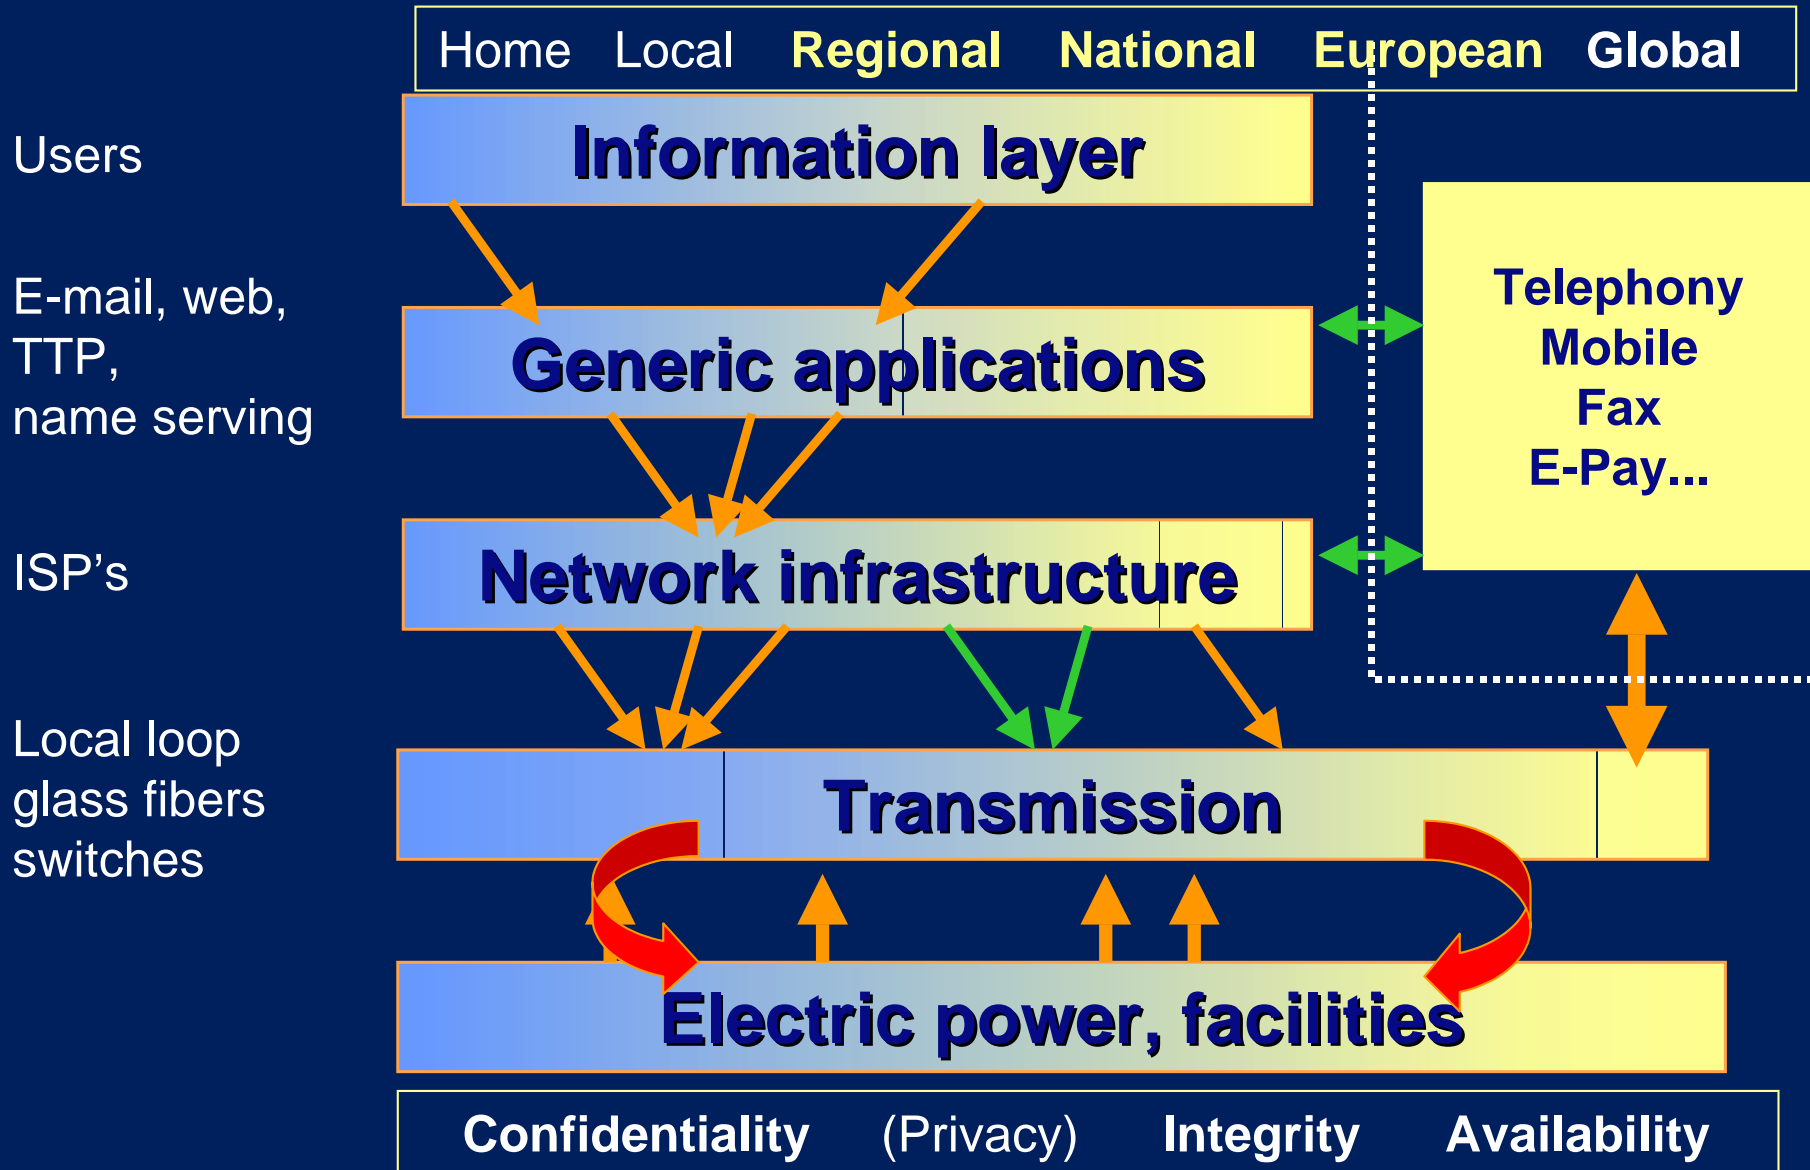 Home Local Regional National European Global
Users
Information layer
E-mail, web,
TTP,
name serving
Generic applications
Telephony
Mobile
Fax
E-Pay...
ISP’s
Network infrastructure
Local loop
glass fibers
switches
Transmission
Electric power, facilities
Confidentiality (Privacy) Integrity Availability